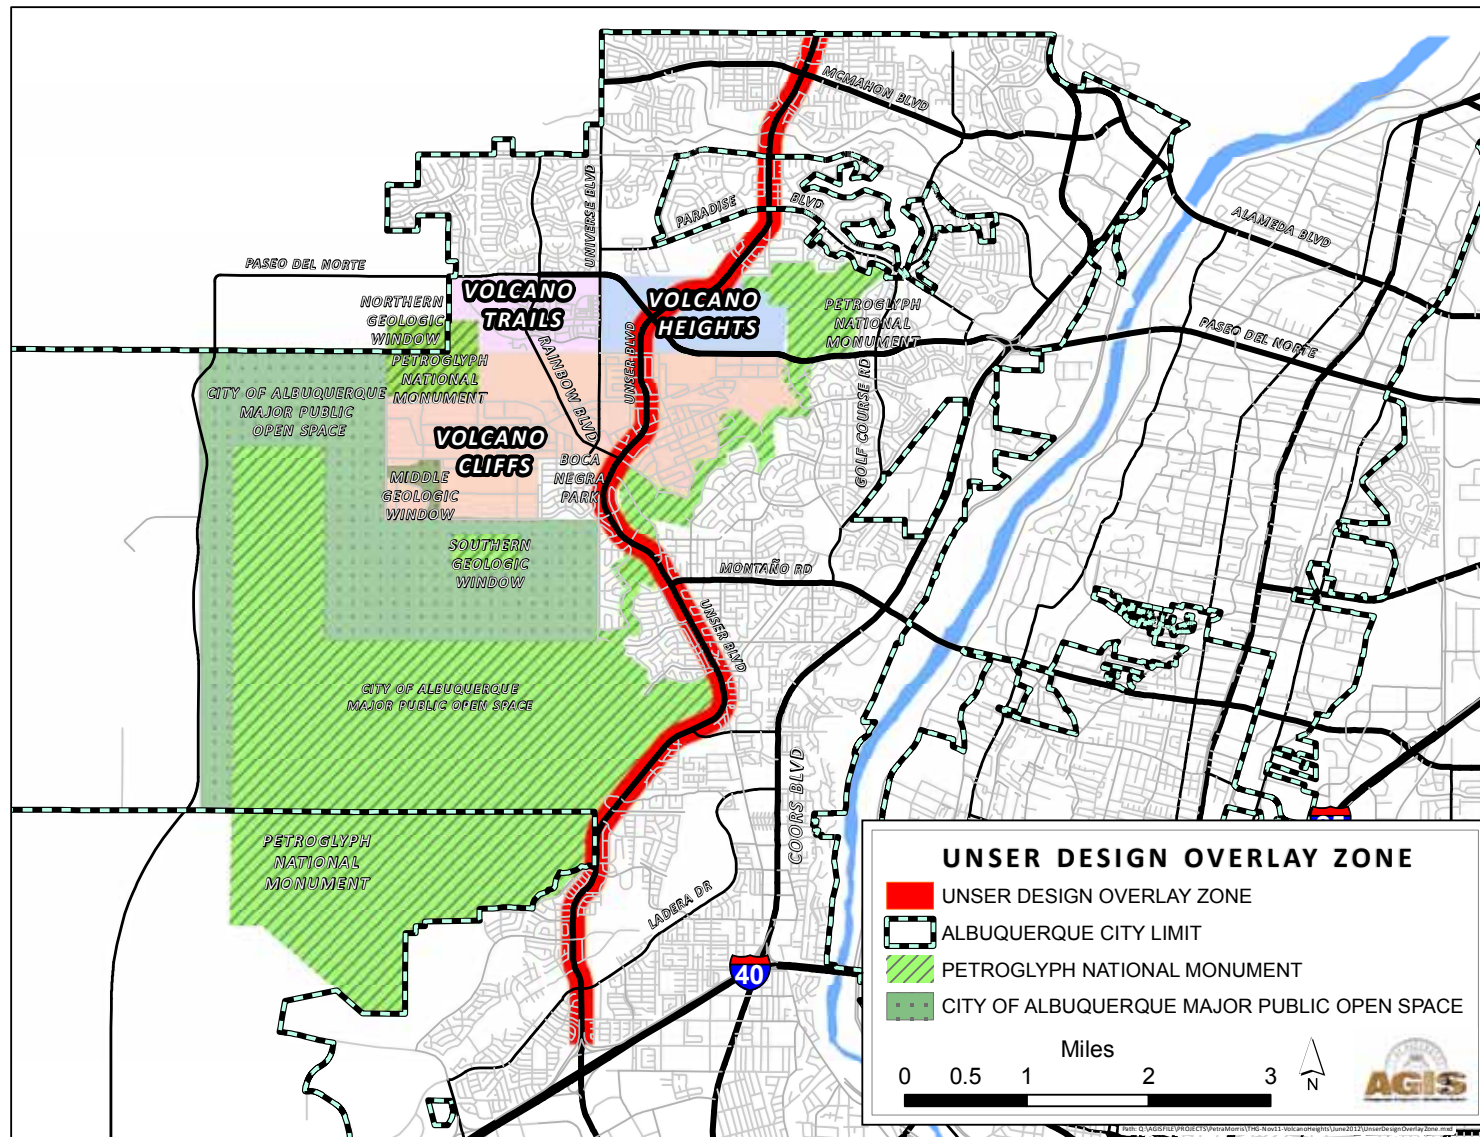 MCMAHON BLVD
UNIVERSE BLVD
PARADISE
BLVD
ALAMEDA BLVD
PASEO DEL NORTE
VOLCANO
TRAILS
VOLCANO
HEIGHTS
NORTHERN
GEOLOGIC
WINDOW
PETROGLYPH
NATIONAL
MONUMENT
PASEO DEL NORTE
UNSER BLVD
RAINBOW BLVD
PETROGLYPH
NATIONAL
MONUMENT
CITY OF ALBUQUERQUE
MAJOR PUBLIC
OPEN SPACE
GOLF COURSE RD
VOLCANO
CLIFFS
BOCA
NEGRA
PARK
MIDDLE
GEOLOGIC
WINDOW
SOUTHERN
GEOLOGIC
WINDOW
MONTAÑO RD
UNSER BLVD
CITY OF ALBUQUERQUE
MAJOR PUBLIC OPEN SPACE
COORS BLVD
PETROGLYPH
NATIONAL
MONUMENT
LADERA DR
40
UNSER DESIGN OVERLAY ZONE
UNSER DESIGN OVERLAY ZONE
ALBUQUERQUE CITY LIMIT
PETROGLYPH NATIONAL MONUMENT
CITY OF ALBUQUERQUE MAJOR PUBLIC OPEN SPACE
Miles
0 0.5 1 2 3
N
AGIS